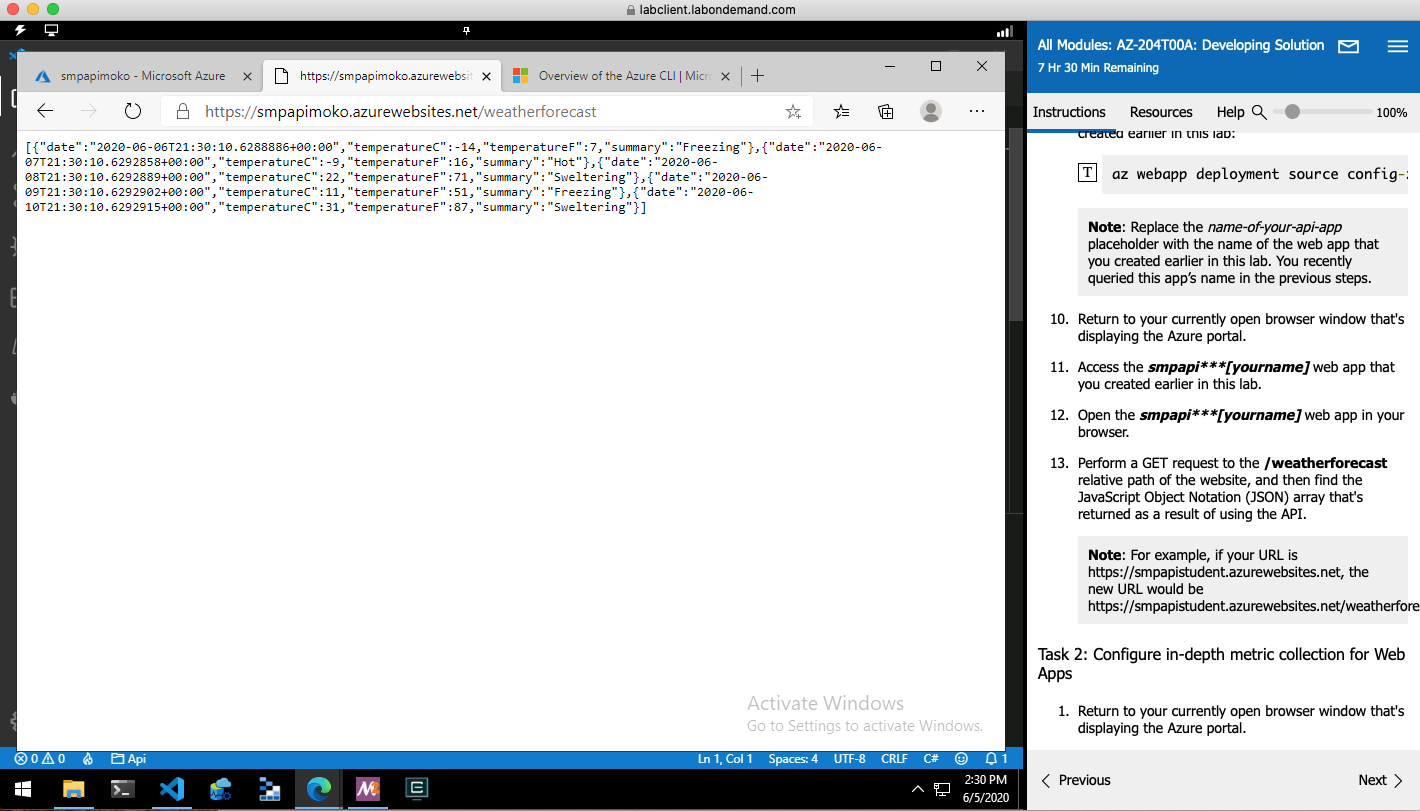 labclient.labondemand.com
smpapimoko - Microsoft Azure
https://smpapimoko.azurewebsit
Overview of the Azure CLI | Micr
https://smpapimoko.azurewebsites.net/weatherforecast
[{"date":"2020-06-06T21:30:10.6288886+00:00","temperatureC":-14,"temperatureF":7,"summary":"Freezing"},{"date":"2020-06-
07T21:30:10.6292858+00:00","temperatureC":-9,"temperatureF":16,"summary":"Hot"},{"date":"2020-06-
08T21:30:10.6292889+00:00","temperatureC":22,"temperatureF":71,"summary":"Sweltering"},{"date":"2020-06-
09T21:30:10.6292902+00:00","temperatureC":11,"temperatureF":51,"summary":"Freezing"},{"date":"2020-06-
10T21:30:10.6292915+00:00","temperatureC":31,"temperatureF":87,"summary":"Sweltering"}]
Activate Windows
Go to Settings to activate Windows.
0 0 Api
Ln 1, Col 1 Spaces: 4 UTF-8 CRLF C# 1
2:30 PM
6/5/2020
All Modules: AZ-204T00A: Developing Solution
7 Hr 30 Min Remaining
Instructions Resources Help 100%
created earlier in this lab:
T az webapp deployment source config-
Note: Replace the name-of-your-api-app
placeholder with the name of the web app that
you created earlier in this lab. You recently
queried this app’s name in the previous steps.
10. Return to your currently open browser window that's
displaying the Azure portal.
11. Access the smpapi***[yourname] web app that
you created earlier in this lab.
12. Open the smpapi***[yourname] web app in your
browser.
13. Perform a GET request to the /weatherforecast
relative path of the website, and then find the
JavaScript Object Notation (JSON) array that's
returned as a result of using the API.
Note: For example, if your URL is
https://smpapistudent.azurewebsites.net, the
new URL would be
https://smpapistudent.azurewebsites.net/weatherfore
Task 2: Configure in-depth metric collection for Web
Apps
1. Return to your currently open browser window that's
displaying the Azure portal.
Previous
Next